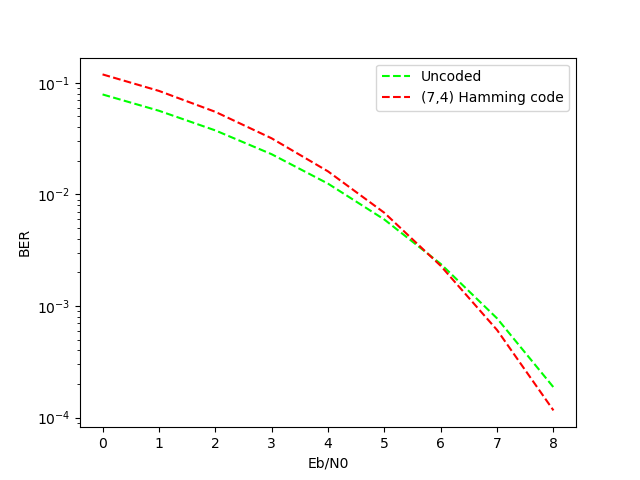 Uncoded
(7,4) Hamming code
BER
10⁻¹
10⁻²
10⁻³
10⁻⁴
0 1 2 3 4 5 6 7 8
Eb/N0